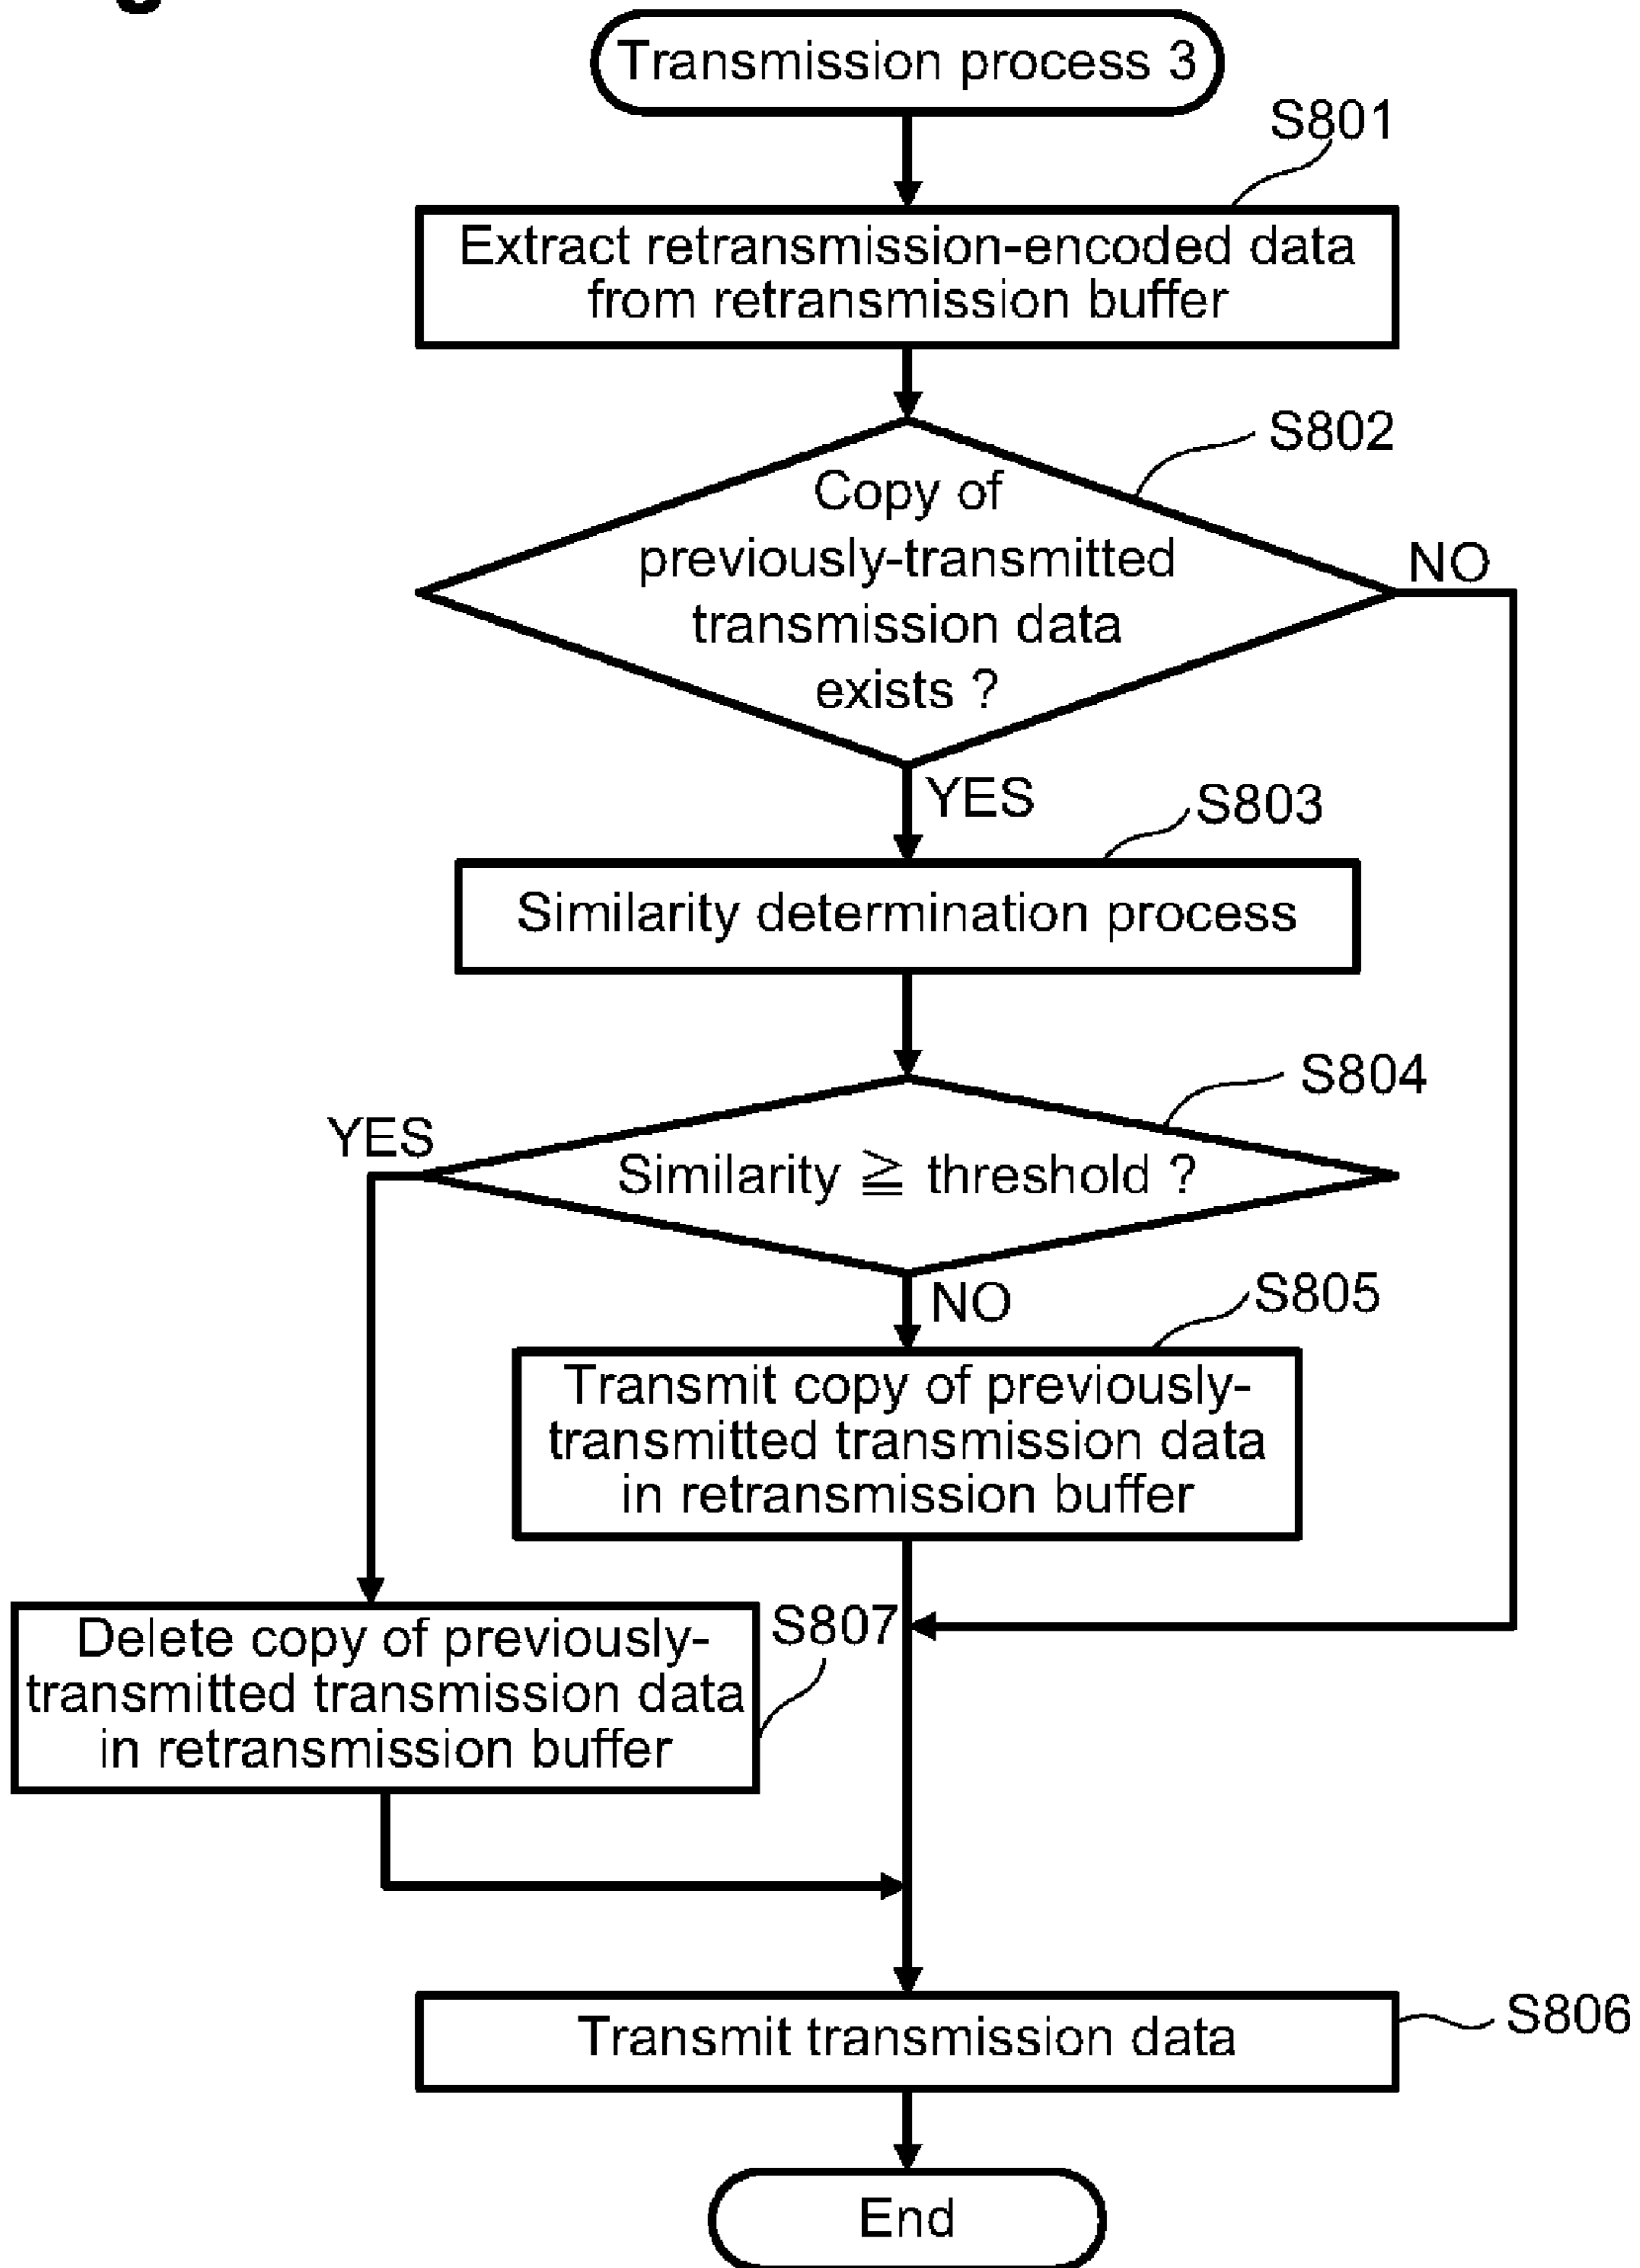 Transmission process 3
S801
Extract retransmission-encoded data
from retransmission buffer
S802
Copy of
previously-transmitted
transmission data
exists ?
NO
YES
S803
Similarity determination process
S804
YES
Similarity ≧ threshold ?
NO
S805
Transmit copy of previously-
transmitted transmission data
in retransmission buffer
S807
Delete copy of previously-
transmitted transmission data
in retransmission buffer
Transmit transmission data
S806
End